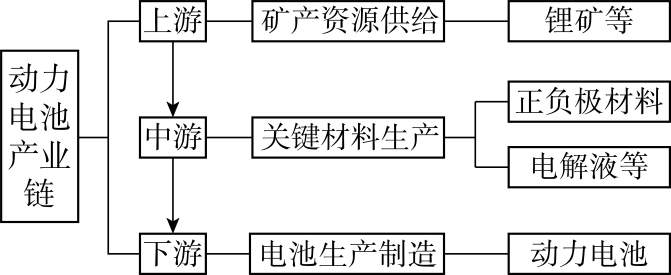 动力
电池
产业
链
上游
矿产资源供给
锂矿等
中游
关键材料生产
正负极材料
电解液等
下游
电池生产制造
动力电池